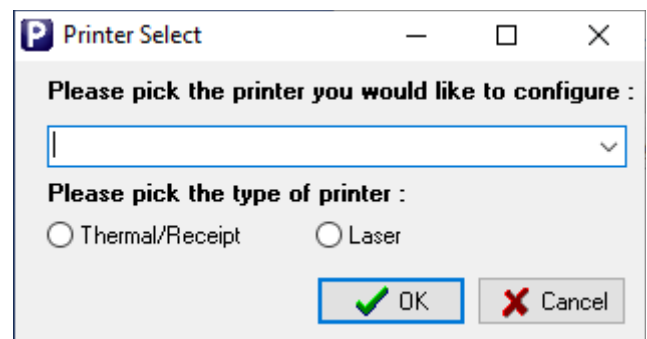 P Printer Select
Please pick the printer you would like to configure :
Please pick the type of printer :
Thermal/Receipt Laser
OK Cancel